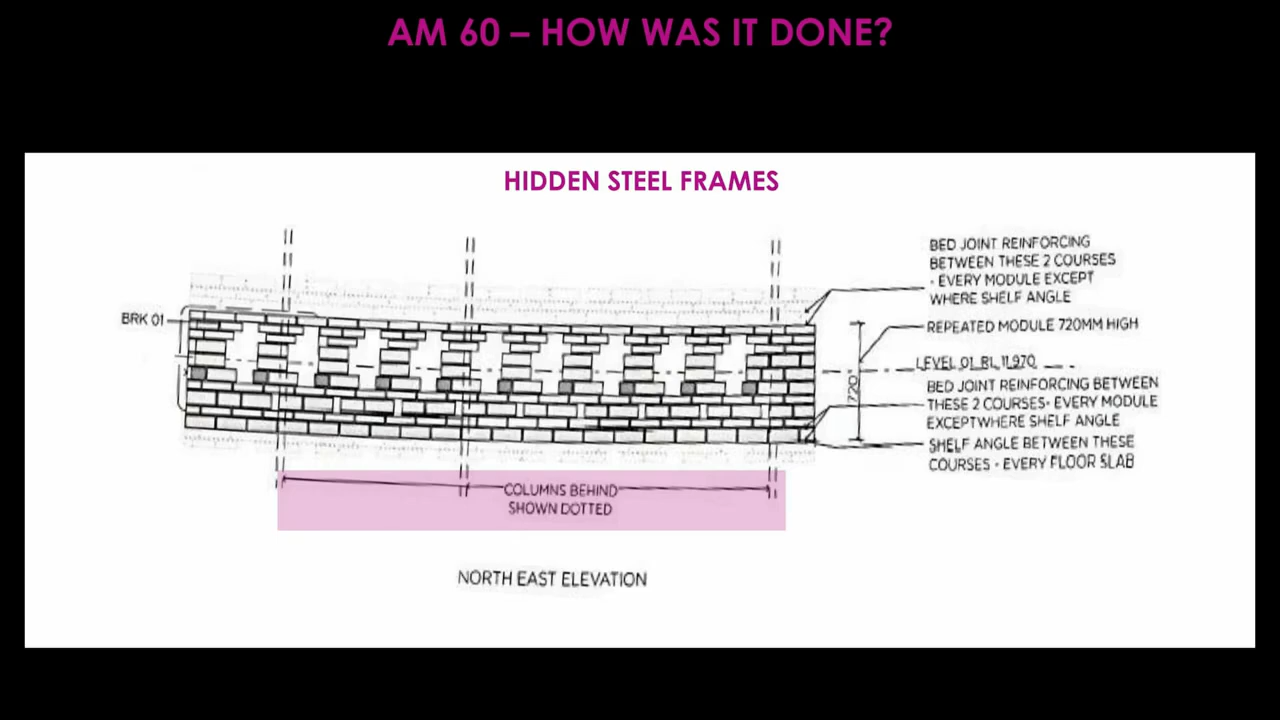 AM 60 – HOW WAS IT DONE?
HIDDEN STEEL FRAMES
BED JOINT REINFORCING
BETWEEN THESE 2 COURSES
- EVERY MODULE EXCEPT
WHERE SHELF ANGLE
BRK 01
REPEATED MODULE 720MM HIGH
LEVEL 01 RL 11.970
720
BED JOINT REINFORCING BETWEEN
THESE 2 COURSES- EVERY MODULE
EXCEPTWHERE SHELF ANGLE
SHELF ANGLE BETWEEN THESE
COURSES - EVERY FLOOR SLAB
COLUMNS BEHIND
SHOWN DOTTED
NORTH EAST ELEVATION